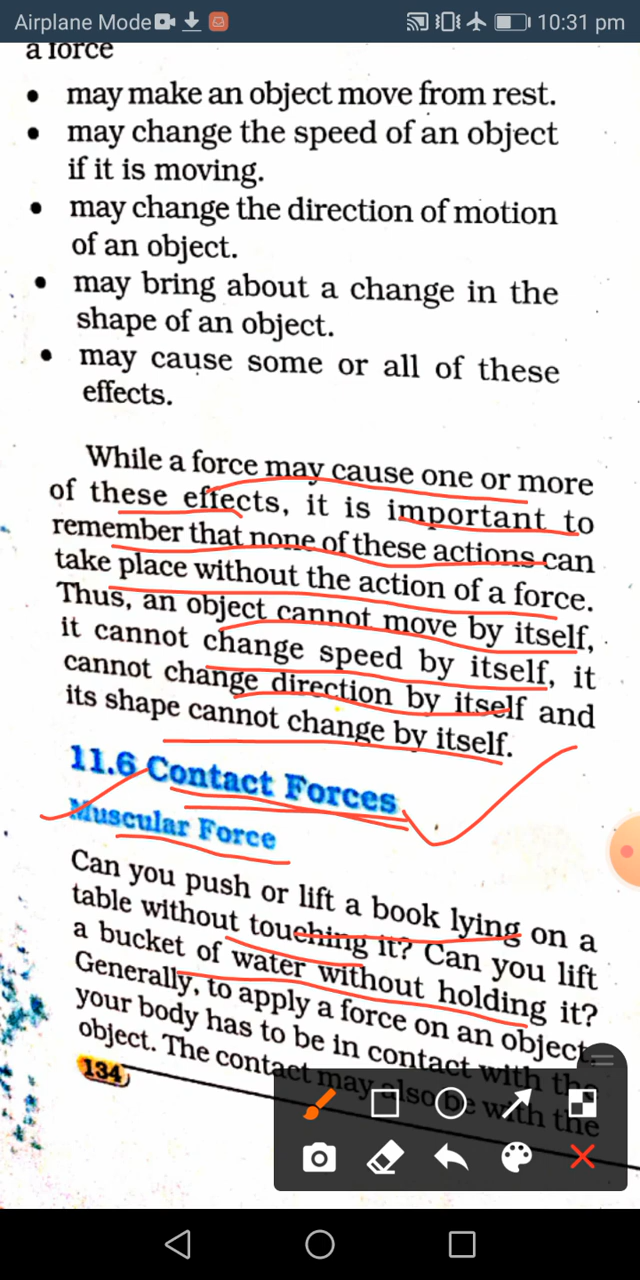 Airplane Mode 10:31 pm
a force
• may make an object move from rest.
• may change the speed of an object
if it is moving.
• may change the direction of motion
of an object.
• may bring about a change in the
shape of an object.
• may cause some or all of these
effects.
While a force may cause one or more
of these effects, it is important to
remember that none of these actions can
take place without the action of a force.
Thus, an object cannot move by itself,
it cannot change speed by itself, it
cannot change direction by itself and
its shape cannot change by itself.
11.6 Contact Forces
Muscular Force
Can you push or lift a book lying on a
table without touching it? Can you lift
a bucket of water without holding it?
Generally, to apply a force on an object,
your body has to be in contact with the
object. The contact may also be with the
134